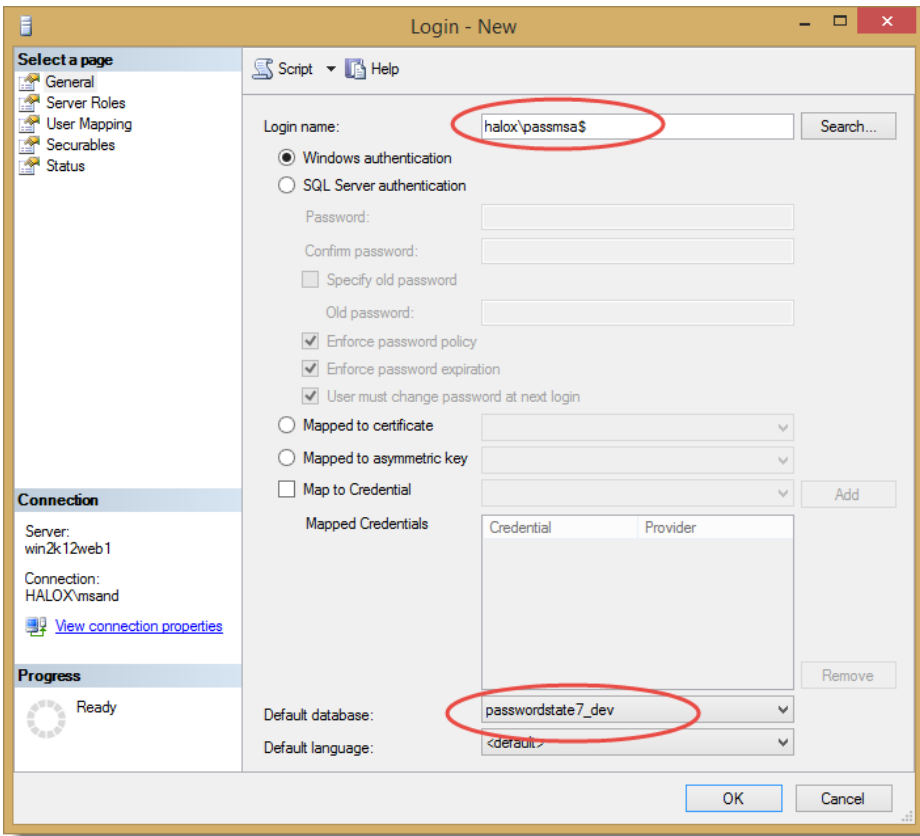 Login - New
Select a page
General
Server Roles
User Mapping
Securables
Status
Script
Help
Login name:
halox\passmsa$
Search...
Windows authentication
SQL Server authentication
Password:
Confirm password:
Specify old password
Old password:
Enforce password policy
Enforce password expiration
User must change password at next login
Mapped to certificate
Mapped to asymmetric key
Map to Credential
Add
Mapped Credentials
Credential
Provider
Remove
Default database:
passwordstate7_dev
Default language:
<default>
Connection
Server:
win2k12web1
Connection:
HALOX\msand
View connection properties
Progress
Ready
OK
Cancel